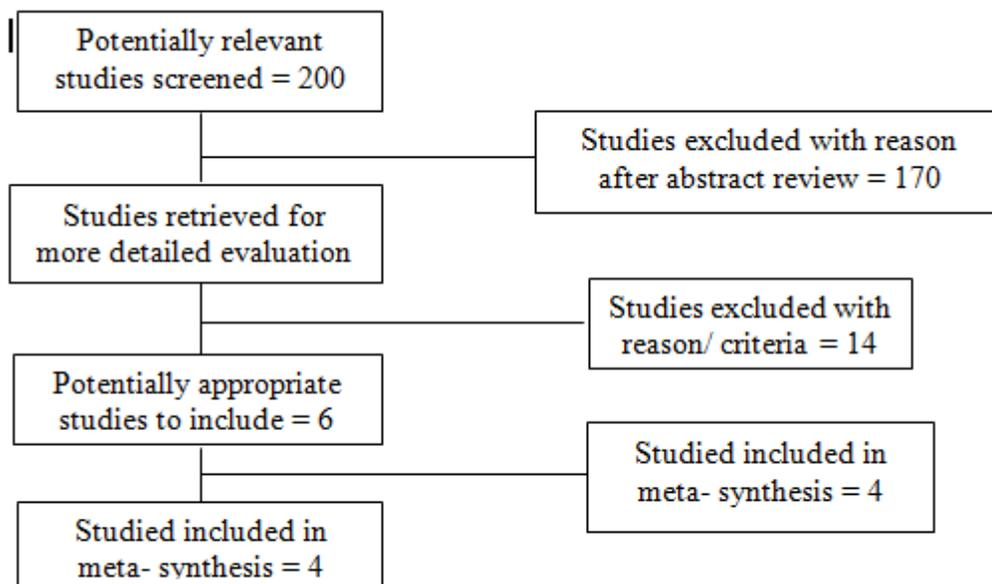 Potentially relevant
studies screened = 200
Studies excluded with reason
after abstract review = 170
Studies retrieved for
more detailed evaluation
Studies excluded with
reason/ criteria = 14
Potentially appropriate
studies to include = 6
Studied included in
meta- synthesis = 4
Studied included in
meta- synthesis = 4